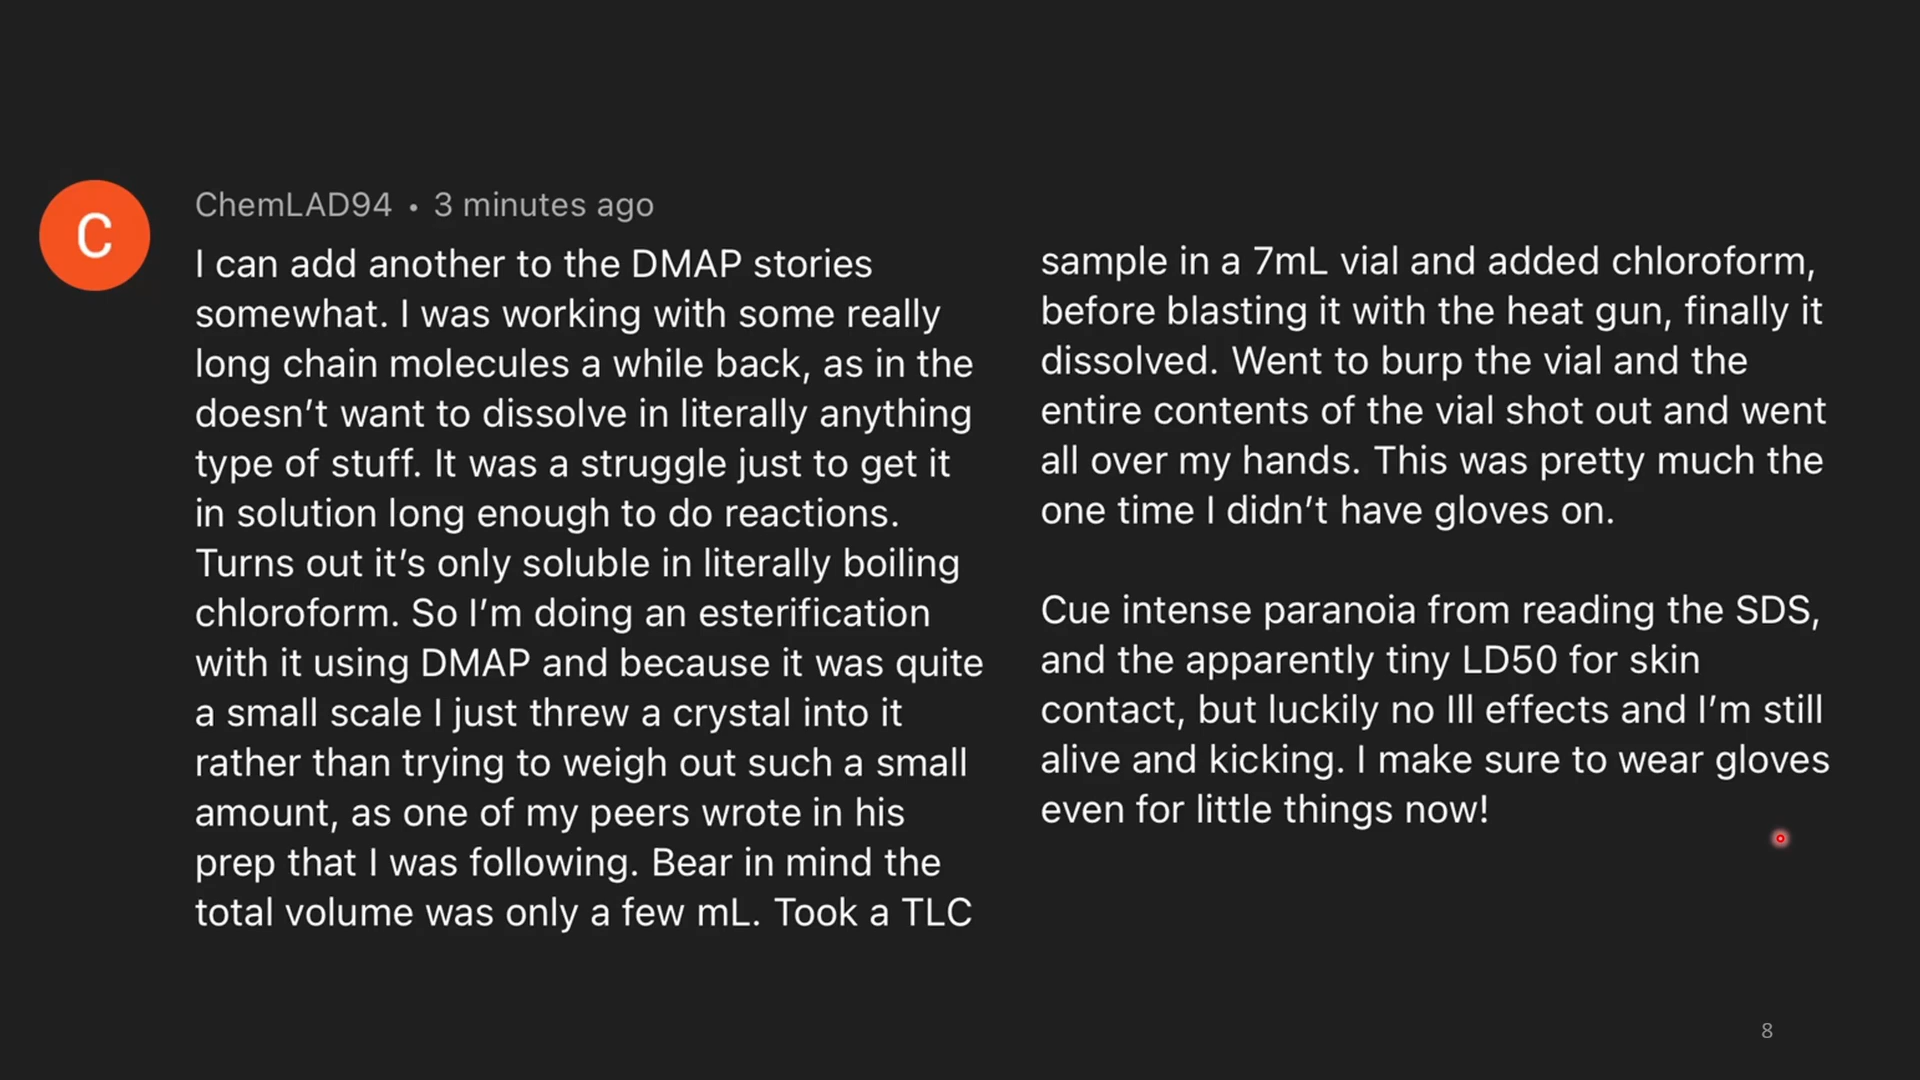 C
ChemLAD94 • 3 minutes ago
I can add another to the DMAP stories
somewhat. I was working with some really
long chain molecules a while back, as in the
doesn’t want to dissolve in literally anything
type of stuff. It was a struggle just to get it
in solution long enough to do reactions.
Turns out it’s only soluble in literally boiling
chloroform. So I’m doing an esterification
with it using DMAP and because it was quite
a small scale I just threw a crystal into it
rather than trying to weigh out such a small
amount, as one of my peers wrote in his
prep that I was following. Bear in mind the
total volume was only a few mL. Took a TLC
sample in a 7mL vial and added chloroform,
before blasting it with the heat gun, finally it
dissolved. Went to burp the vial and the
entire contents of the vial shot out and went
all over my hands. This was pretty much the
one time I didn’t have gloves on.
Cue intense paranoia from reading the SDS,
and the apparently tiny LD50 for skin
contact, but luckily no Ill effects and I’m still
alive and kicking. I make sure to wear gloves
even for little things now!
8